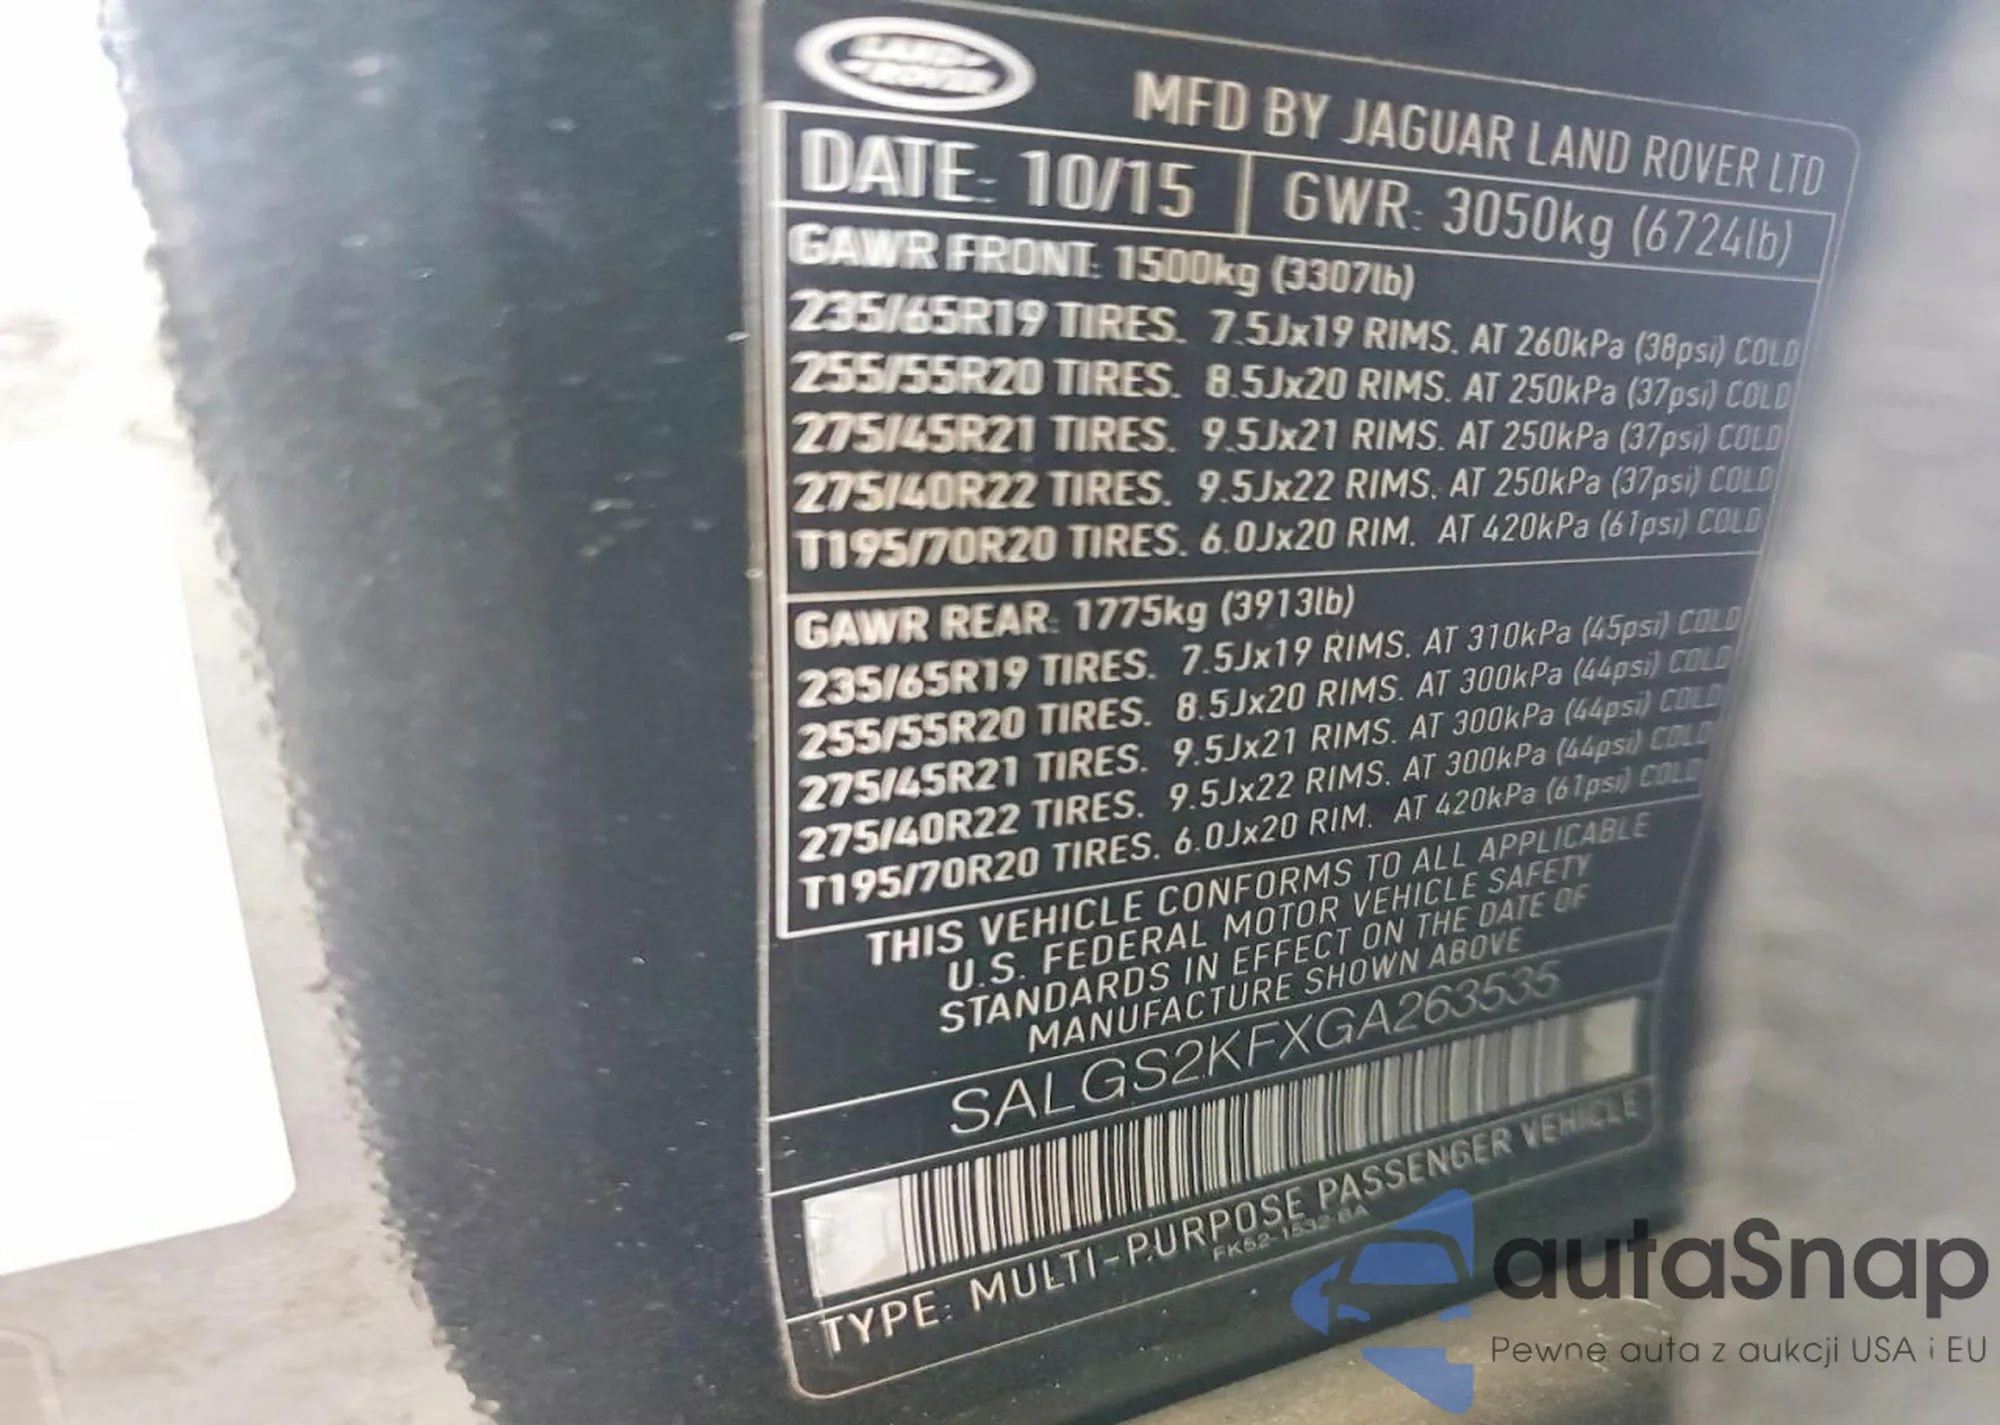 LAND-
-ROVER
MFD BY JAGUAR LAND ROVER LTD
DATE: 10/15 GWR: 3050kg (6724lb)
GAWR FRONT: 1500kg (3307lb)
235/65R19 TIRES. 7.5Jx19 RIMS. AT 260kPa (38psi) COLD
255/55R20 TIRES. 8.5Jx20 RIMS. AT 250kPa (37psi) COLD
275/45R21 TIRES. 9.5Jx21 RIMS. AT 250kPa (37psi) COLD
275/40R22 TIRES. 9.5Jx22 RIMS. AT 250kPa (37psi) COLD
T195/70R20 TIRES. 6.0Jx20 RIM. AT 420kPa (61psi) COLD
GAWR REAR: 1775kg (3913lb)
235/65R19 TIRES. 7.5Jx19 RIMS. AT 310kPa (45psi) COLD
255/55R20 TIRES. 8.5Jx20 RIMS. AT 300kPa (44psi) COLD
275/45R21 TIRES. 9.5Jx21 RIMS. AT 300kPa (44psi) COLD
275/40R22 TIRES. 9.5Jx22 RIMS. AT 300kPa (44psi) COLD
T195/70R20 TIRES. 6.0Jx20 RIM. AT 420kPa (61psi) COLD
THIS VEHICLE CONFORMS TO ALL APPLICABLE
U.S. FEDERAL MOTOR VEHICLE SAFETY
STANDARDS IN EFFECT ON THE DATE OF
MANUFACTURE SHOWN ABOVE
SALGS2KFXGA263535
TYPE: MULTI-PURPOSE PASSENGER VEHICLE
FK52-1532-BA
autaSnap
Pewne auta z aukcji USA i EU